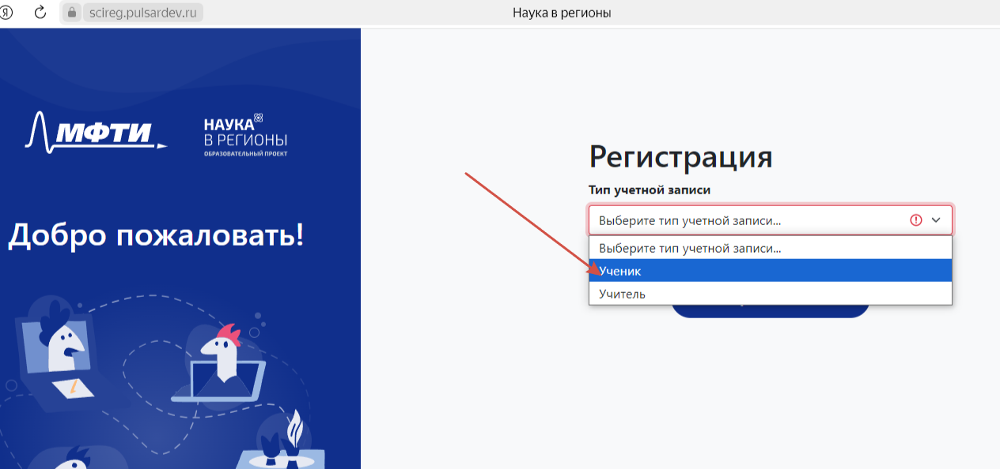 Я
scireg.pulsardev.ru
Наука в регионы
МФТИ
НАУКА
В РЕГИОНЫ
ОБРАЗОВАТЕЛЬНЫЙ ПРОЕКТ
Добро пожаловать!
Регистрация
Тип учетной записи
Выберите тип учетной записи...
Выберите тип учетной записи...
Ученик
Учитель